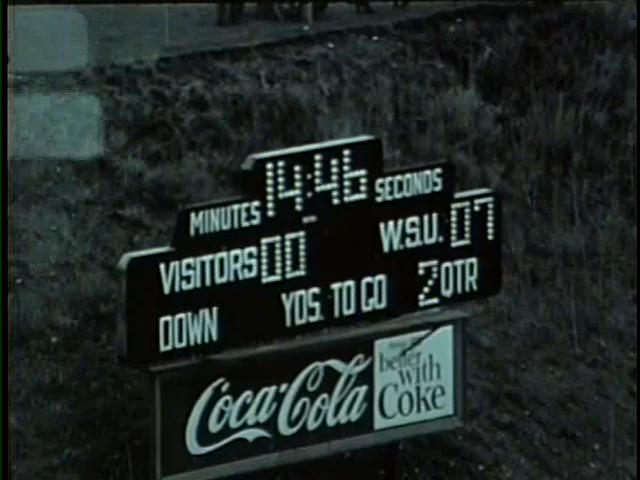 MINUTES 14:46 SECONDS
VISITORS 00 W.S.U. 07
DOWN YDS. TO GO 2 QTR
Coca-Cola
better
with
Coke